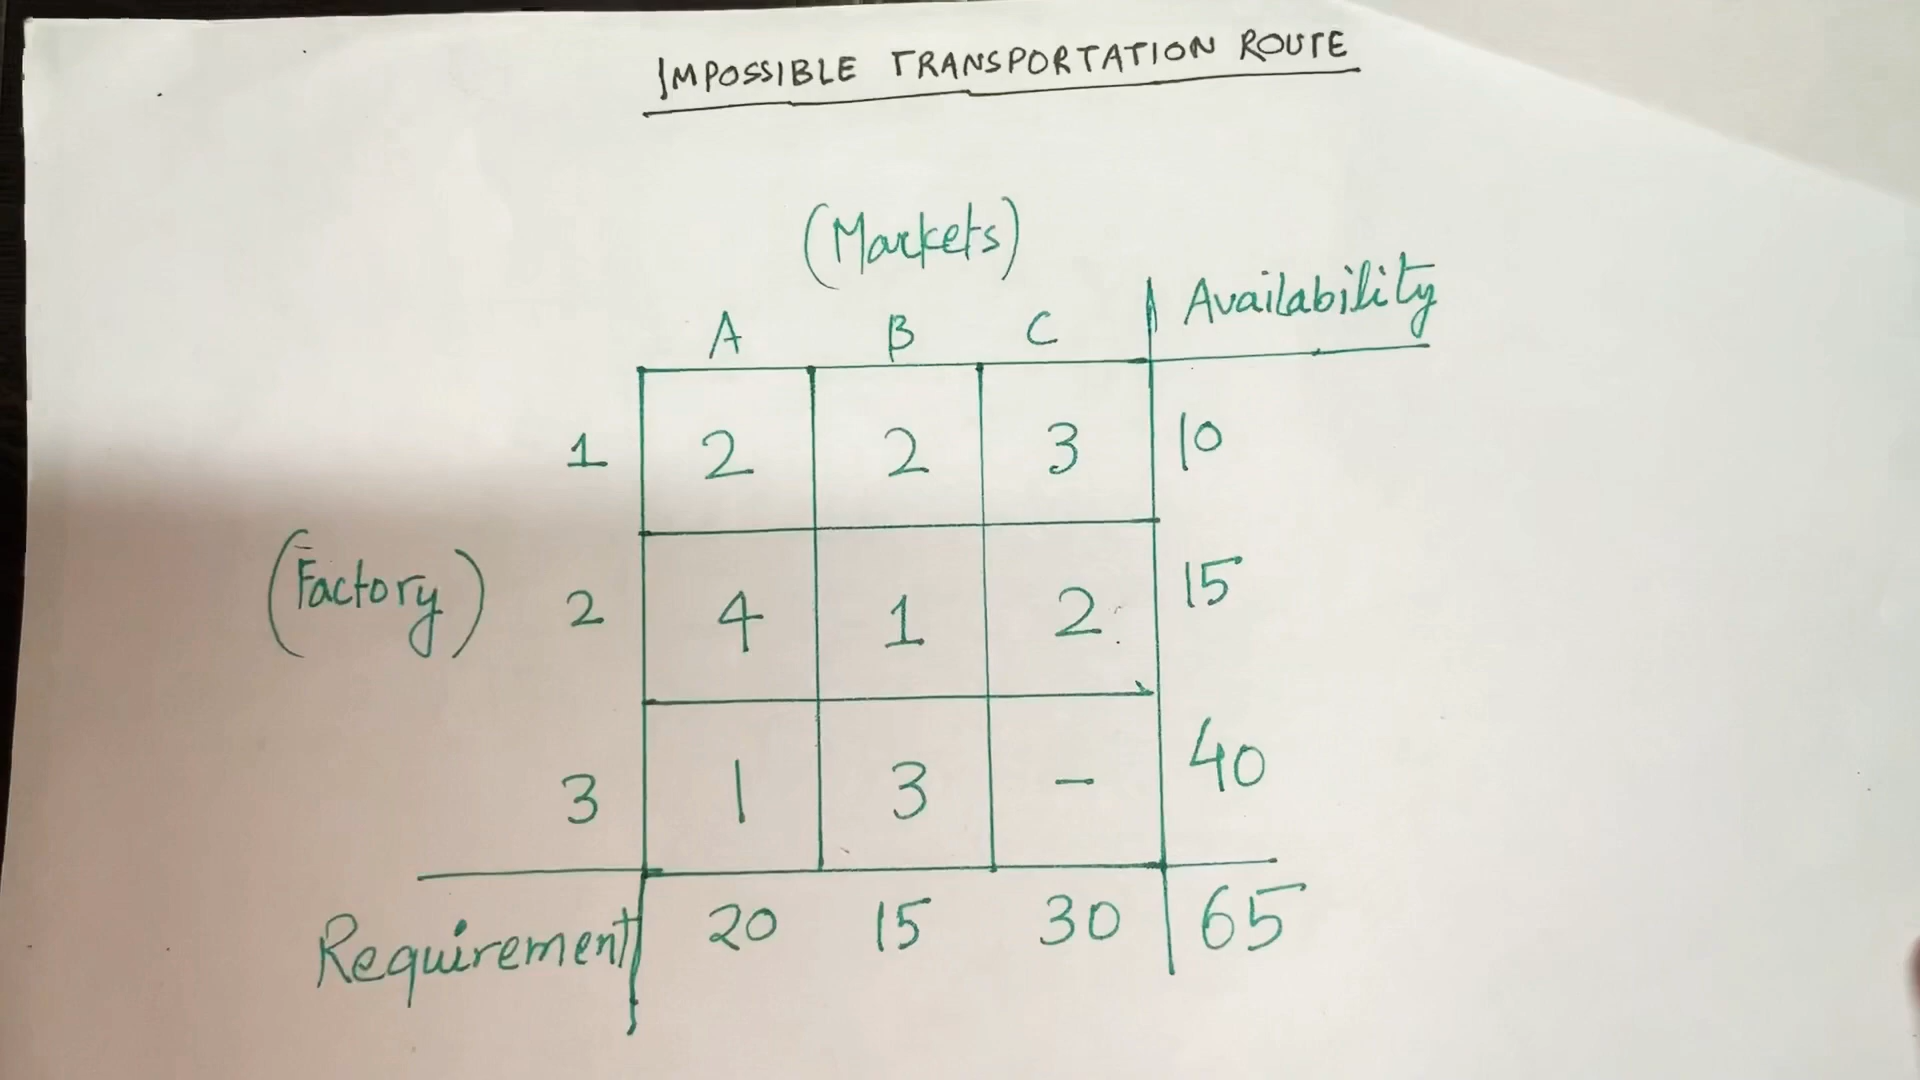 IMPOSSIBLE TRANSPORTATION ROUTE
(Markets)
A B C Availability
1 2 2 3 10
(Factory) 2 4 1 2 15
3 1 3 - 40
Requirement 20 15 30 65